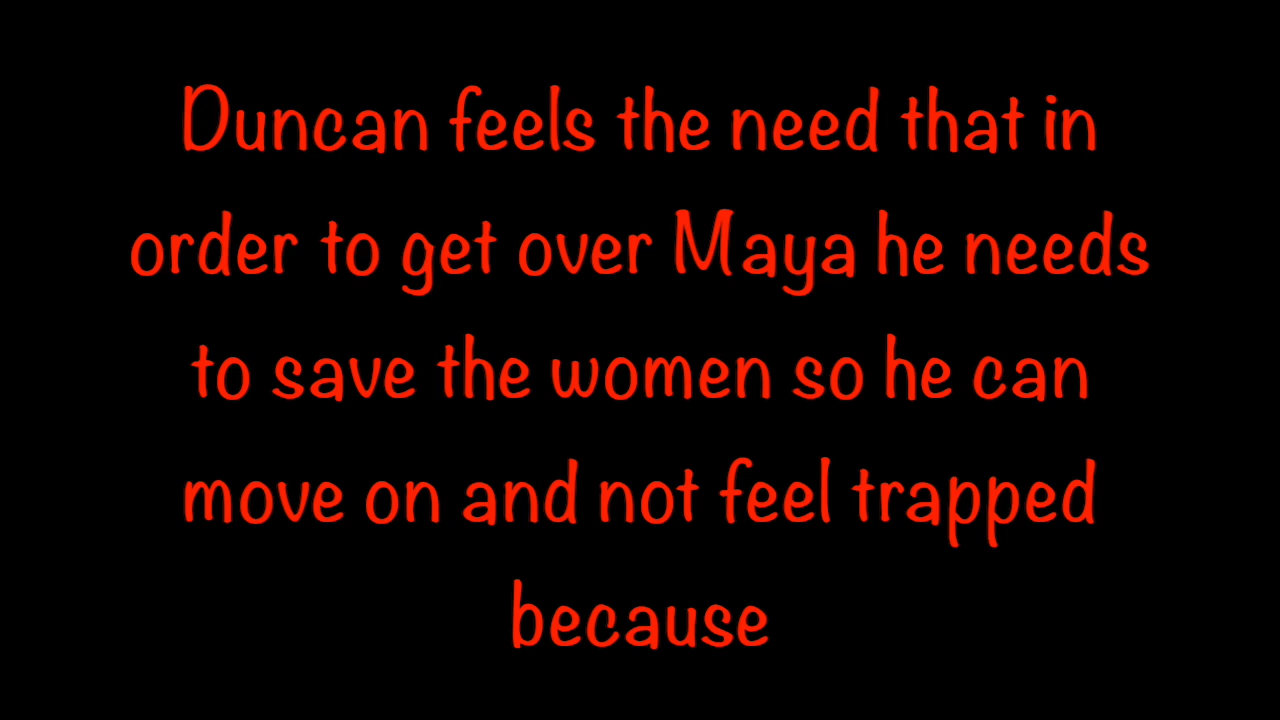 Duncan feels the need that in
order to get over Maya he needs
to save the women so he can
move on and not feel trapped
because